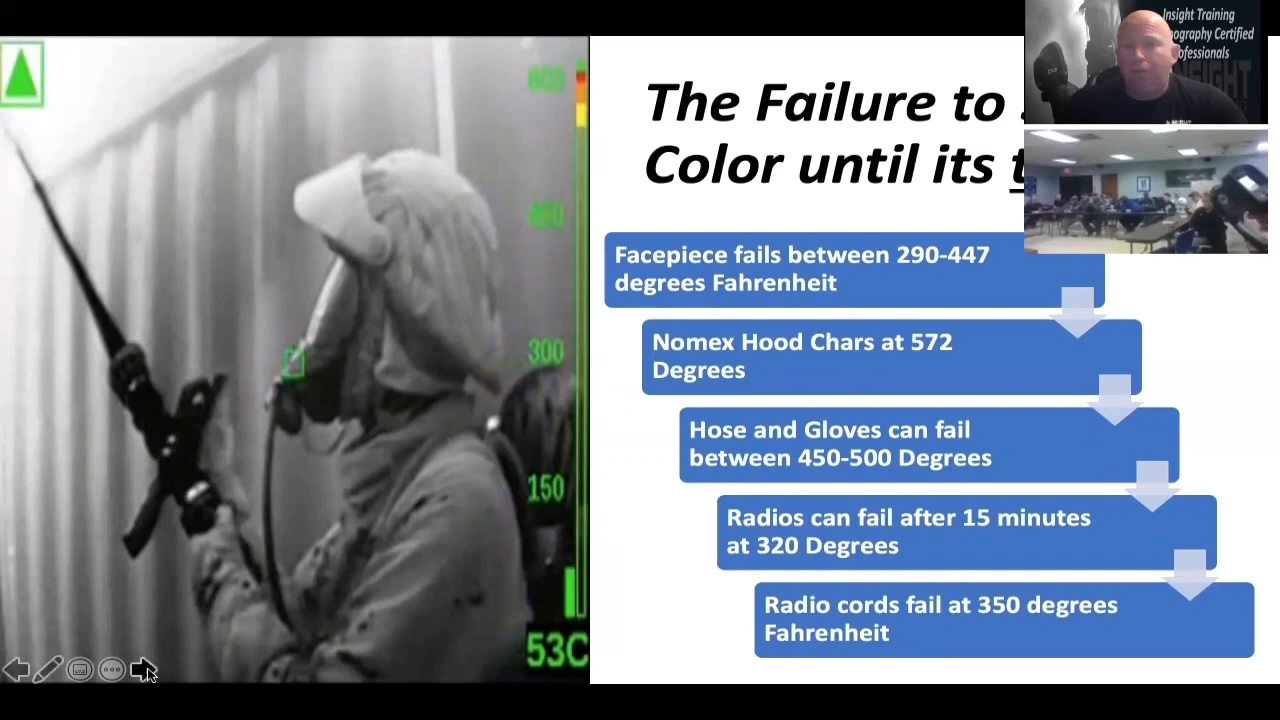 Insight Training
ography Certified
ofessionals
The Failure to
Color until its
600
450
300
150
53C
Facepiece fails between 290-447
degrees Fahrenheit
Nomex Hood Chars at 572
Degrees
Hose and Gloves can fail
between 450-500 Degrees
Radios can fail after 15 minutes
at 320 Degrees
Radio cords fail at 350 degrees
Fahrenheit